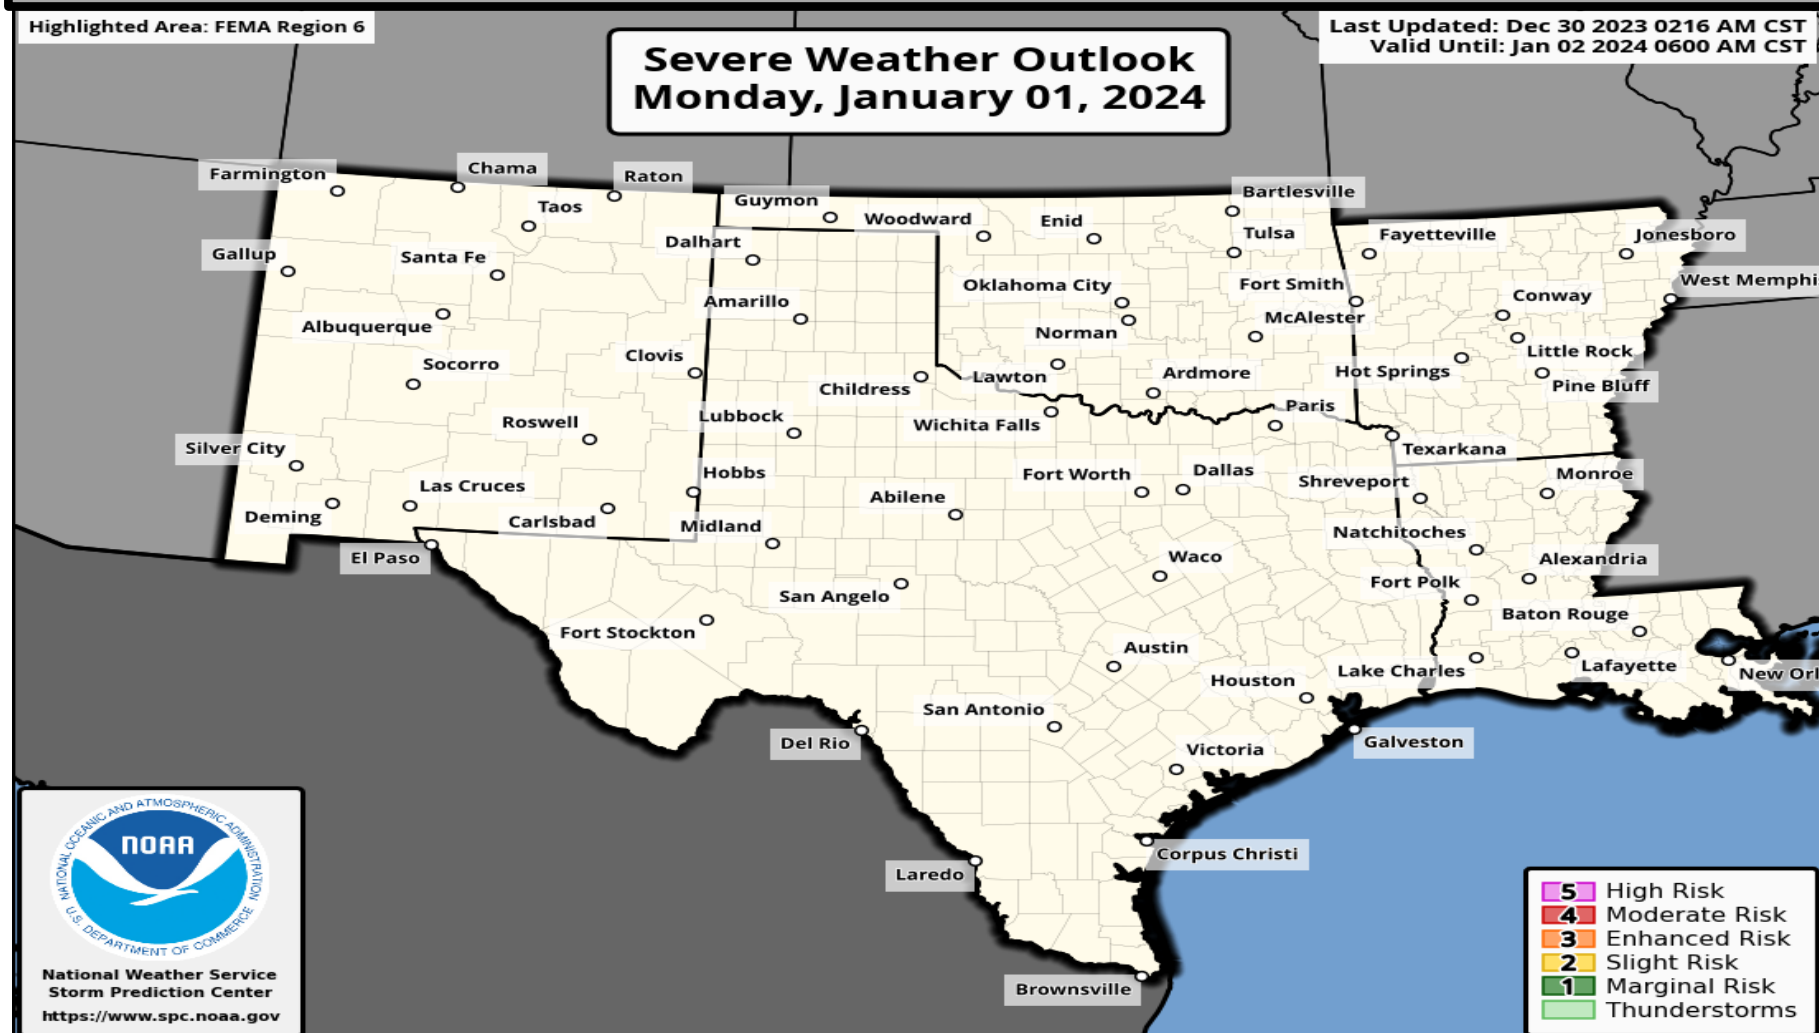 Highlighted Area: FEMA Region 6
Severe Weather Outlook
Monday, January 01, 2024
Last Updated: Dec 30 2023 0216 AM CST
Valid Until: Jan 02 2024 0600 AM CST
Farmington
Chama
Raton
Taos
Guymon
Woodward
Enid
Bartlesville
Gallup
Santa Fe
Dalhart
Tulsa
Fayetteville
Jonesboro
Albuquerque
Amarillo
Oklahoma City
Fort Smith
Conway
West Memphi
Norman
McAlester
Socorro
Clovis
Childress
Lawton
Ardmore
Hot Springs
Little Rock
Pine Bluff
Roswell
Lubbock
Wichita Falls
Paris
Texarkana
Silver City
Las Cruces
Hobbs
Abilene
Fort Worth
Dallas
Shreveport
Monroe
Deming
Carlsbad
Midland
Natchitoches
El Paso
San Angelo
Waco
Fort Polk
Alexandria
Fort Stockton
Austin
Baton Rouge
Houston
Lake Charles
Lafayette
New Orl
San Antonio
Del Rio
Victoria
Galveston
Laredo
Corpus Christi
Brownsville
NATIONAL OCEANIC AND ATMOSPHERIC ADMINISTRATION
NOAA
U.S. DEPARTMENT OF COMMERCE
National Weather Service
Storm Prediction Center
https://www.spc.noaa.gov
5 High Risk
4 Moderate Risk
3 Enhanced Risk
2 Slight Risk
1 Marginal Risk
Thunderstorms